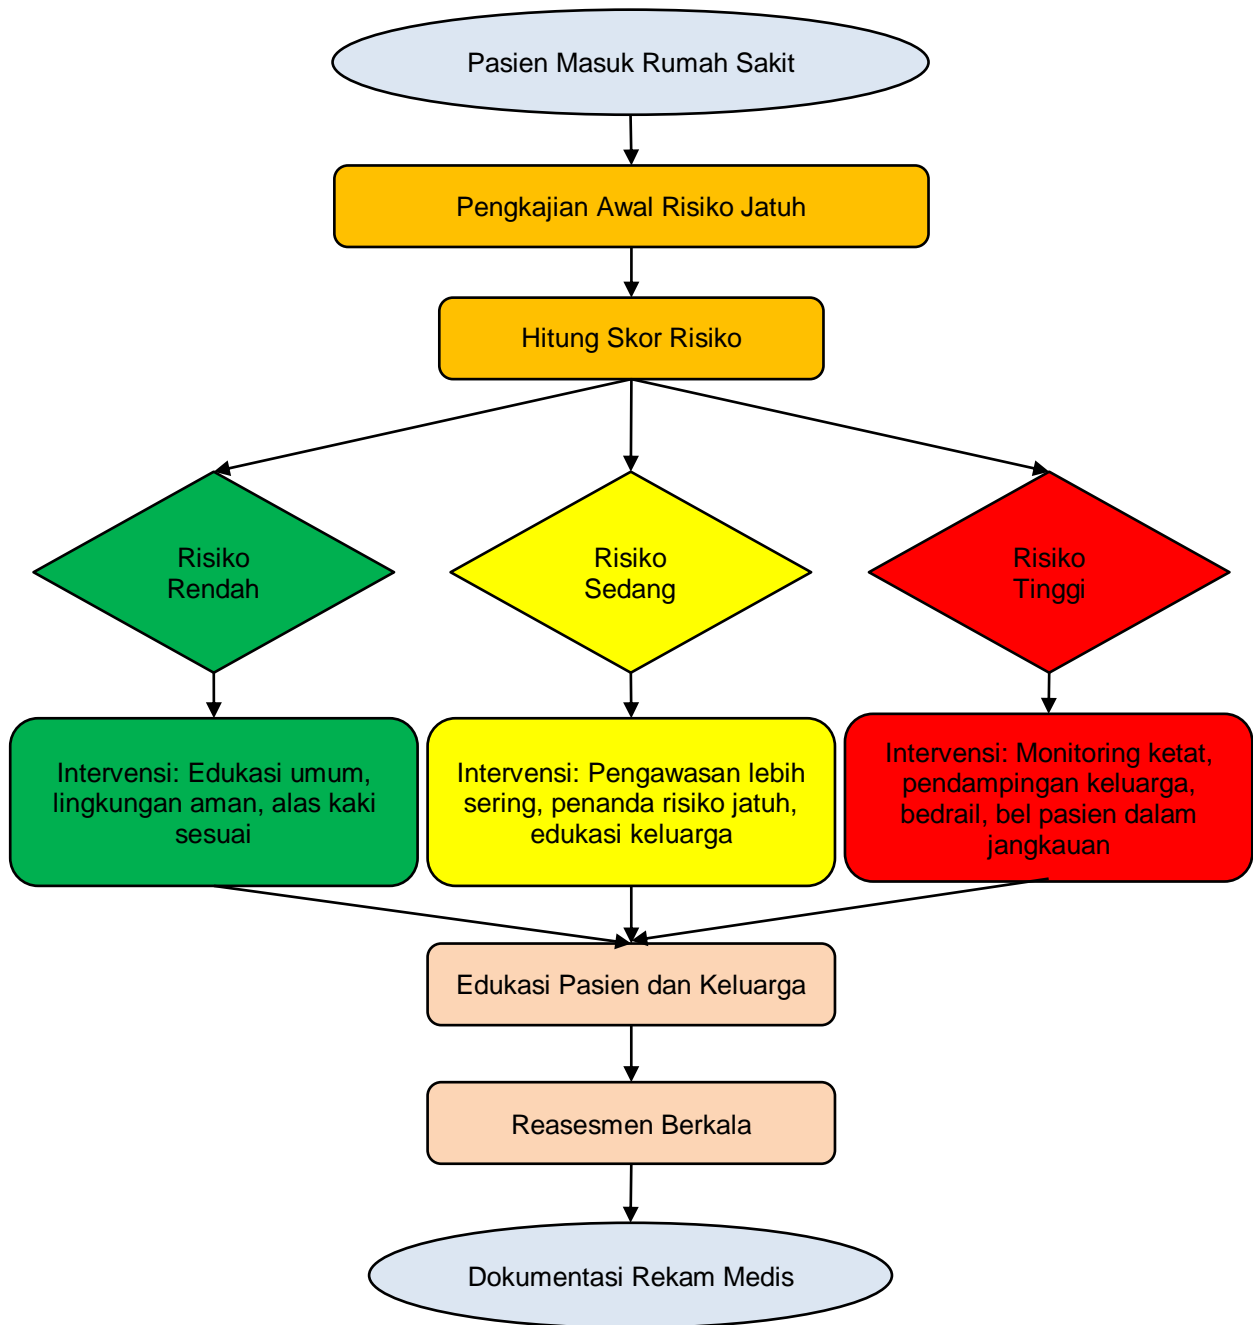 Pasien Masuk Rumah Sakit
Pengkajian Awal Risiko Jatuh
Hitung Skor Risiko
Risiko
Rendah
Risiko
Sedang
Risiko
Tinggi
Intervensi: Edukasi umum,
lingkungan aman, alas kaki
sesuai
Intervensi: Pengawasan lebih
sering, penanda risiko jatuh,
edukasi keluarga
Intervensi: Monitoring ketat,
pendampingan keluarga,
bedrail, bel pasien dalam
jangkauan
Edukasi Pasien dan Keluarga
Reasesmen Berkala
Dokumentasi Rekam Medis